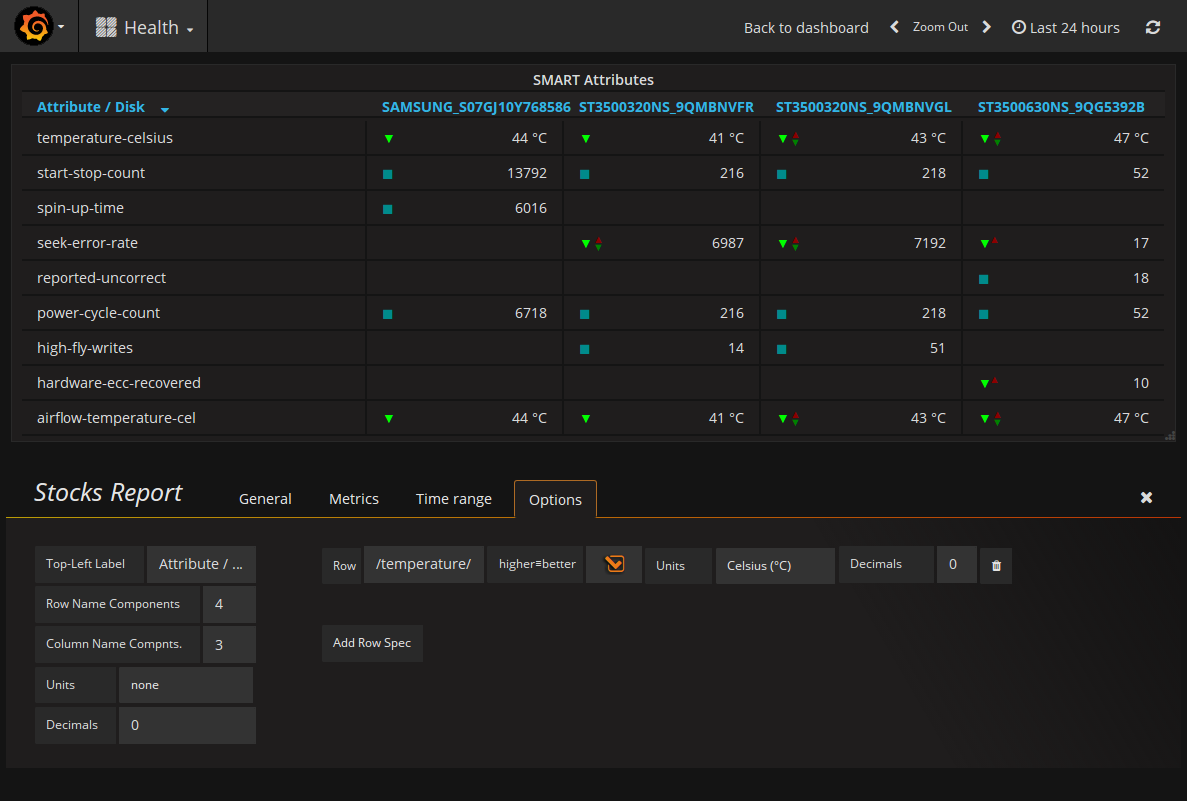 Health
Back to dashboard Zoom Out Last 24 hours
SMART Attributes
Attribute / Disk SAMSUNG_S07GJ10Y768586 ST3500320NS_9QMBNVFR ST3500320NS_9QMBNVGL ST3500630NS_9QG5392B
temperature-celsius 44 °C 41 °C 43 °C 47 °C
start-stop-count 13792 216 218 52
spin-up-time 6016
seek-error-rate 6987 7192 17
reported-uncorrect 18
power-cycle-count 6718 216 218 52
high-fly-writes 14 51
hardware-ecc-recovered 10
airflow-temperature-cel 44 °C 41 °C 43 °C 47 °C
Stocks Report General Metrics Time range Options
Top-Left Label Attribute / ... Row /temperature/ higher=better Units Celsius (°C) Decimals 0
Row Name Components 4
Column Name Compnts. 3 Add Row Spec
Units none
Decimals 0